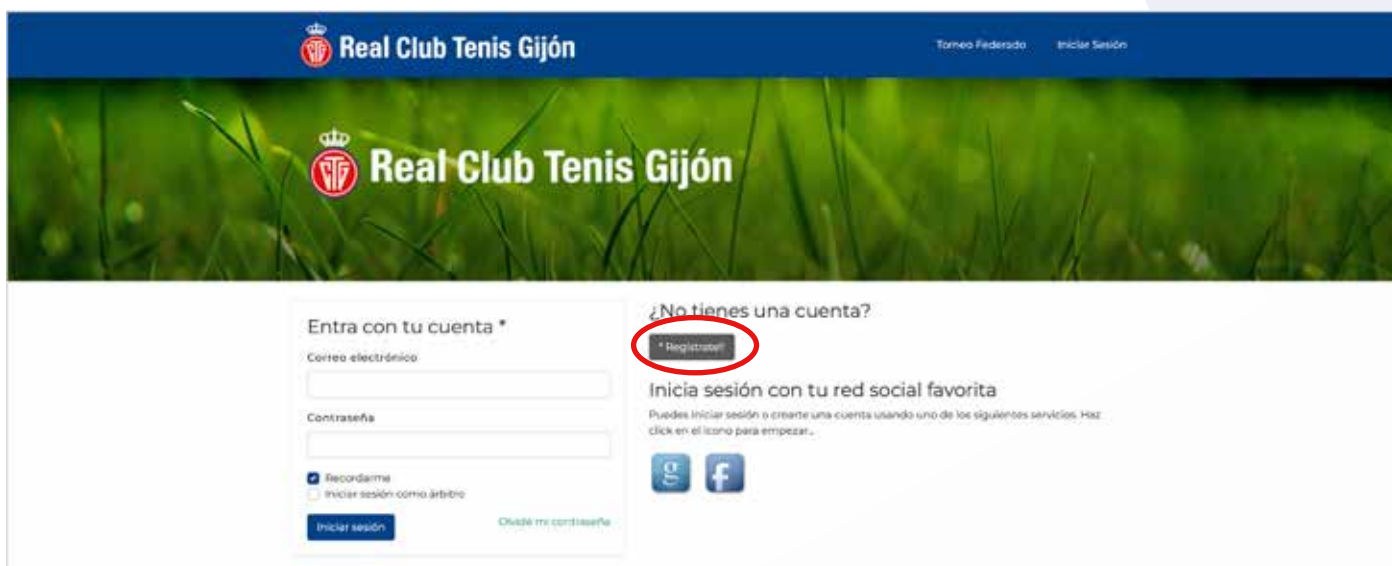 Real Club Tenis Gijón
Torneo Federado
Iniciar Sesión
Real Club Tenis Gijón
Entra con tu cuenta *
Correo electrónico
Contraseña
Recordarme
Iniciar sesión como árbitro
Iniciar sesión
Olvidé mi contraseña
¿No tienes una cuenta?
* Regístrate!!
Inicia sesión con tu red social favorita
Puedes iniciar sesión o crearte una cuenta usando uno de los siguientes servicios. Haz
click en el icono para empezar...
g f